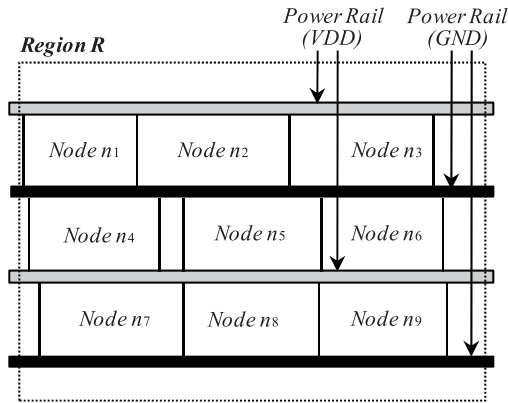 Power Rail Power Rail
Region R (VDD) (GND)
Node n1 Node n2 Node n3
Node n4 Node n5 Node n6
Node n7 Node n8 Node n9